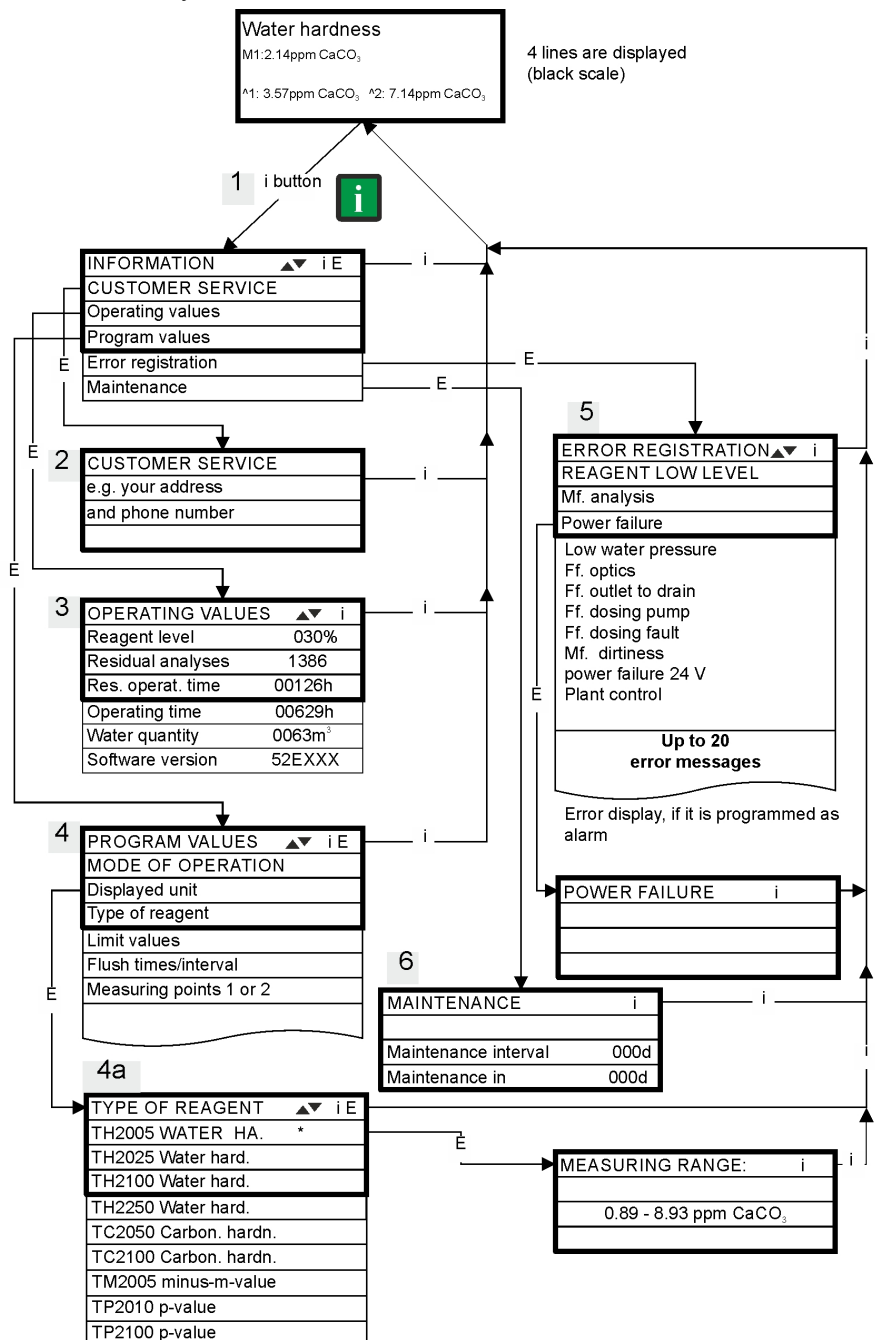 Water hardness
M1:2.14ppm CaCO₃
^1: 3.57ppm CaCO₃ ^2: 7.14ppm CaCO₃
4 lines are displayed
(black scale)
1 i button
i
INFORMATION ▲▼ i E
CUSTOMER SERVICE
Operating values
Program values
Error registration
Maintenance
i
E
E
E
E
E
i
2
CUSTOMER SERVICE
e.g. your address
and phone number
i
3
OPERATING VALUES ▲▼ i
Reagent level 030%
Residual analyses 1386
Res. operat. time 00126h
Operating time 00629h
Water quantity 0063m³
Software version 52EXXX
i
4
PROGRAM VALUES ▲▼ i E
MODE OF OPERATION
Displayed unit
Type of reagent
Limit values
Flush times/interval
Measuring points 1 or 2
i
E
5
ERROR REGISTRATION ▲▼ i
REAGENT LOW LEVEL
Mf. analysis
Power failure
Low water pressure
Ff. optics
Ff. outlet to drain
Ff. dosing pump
Ff. dosing fault
Mf. dirtiness
power failure 24 V
Plant control
Up to 20
error messages
Error display, if it is programmed as
alarm
E
POWER FAILURE i
6
MAINTENANCE i
Maintenance interval 000d
Maintenance in 000d
i
i
4a
TYPE OF REAGENT ▲▼ i E
TH2005 WATER HA. *
TH2025 Water hard.
TH2100 Water hard.
TH2250 Water hard.
TC2050 Carbon. hardn.
TC2100 Carbon. hardn.
TM2005 minus-m-value
TP2010 p-value
TP2100 p-value
E
MEASURING RANGE: i
0.89 - 8.93 ppm CaCO₃
i